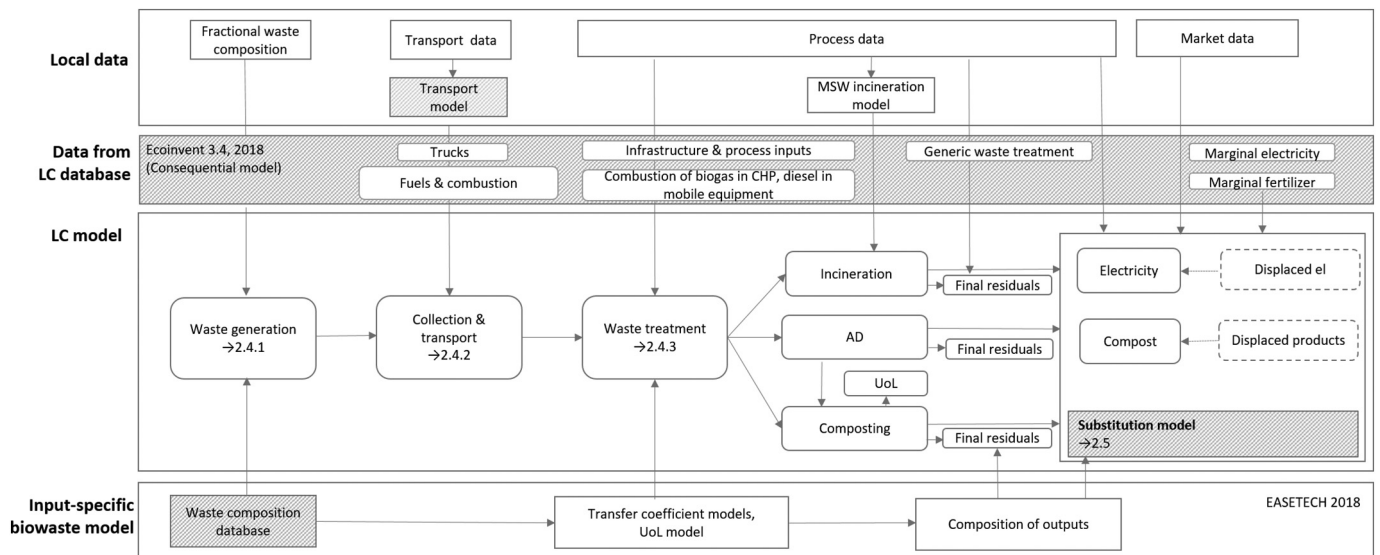 Local data
Fractional waste
composition
Transport data
Process data
Market data
Transport
model
MSW incineration
model
Data from
LC database
Ecoinvent 3.4, 2018
(Consequential model)
Trucks
Fuels & combustion
Infrastructure & process inputs
Combustion of biogas in CHP, diesel in
mobile equipment
Generic waste treatment
Marginal electricity
Marginal fertilizer
LC model
Waste generation
→2.4.1
Collection &
transport
→2.4.2
Waste treatment
→2.4.3
Incineration
Final residuals
AD
Final residuals
UoL
Composting
Final residuals
Electricity
Displaced el
Compost
Displaced products
Substitution model
→2.5
Input-specific
biowaste model
Waste composition
database
Transfer coefficient models,
UoL model
Composition of outputs
EASETECH 2018